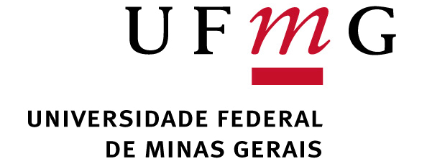 UFmG
UNIVERSIDADE FEDERAL
DE MINAS GERAIS